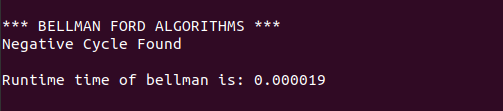 *** BELLMAN FORD ALGORITHMS ***
Negative Cycle Found
Runtime time of bellman is: 0.000019